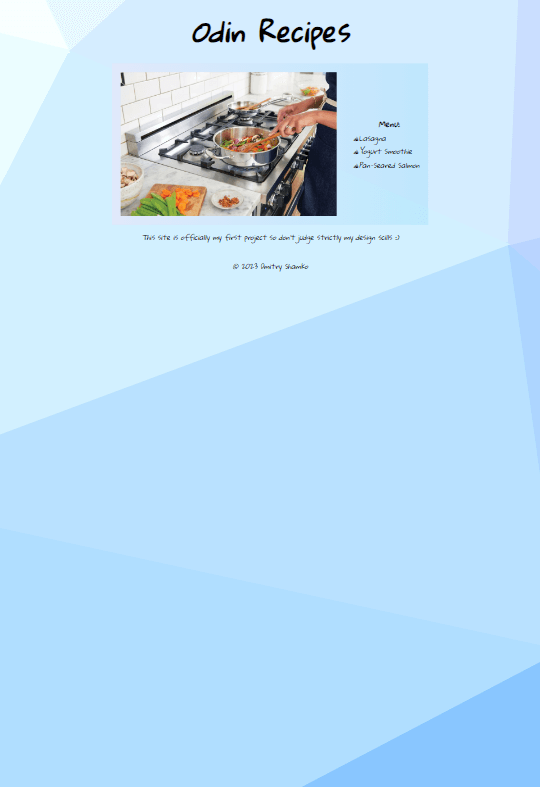 Odin Recipes
Menu:
Lasagna
Yogurt Smoothie
Pan-Seared Salmon
This site is officially my first project so don't judge strictly my design scills :)
© 2023 Dmitry Shamko